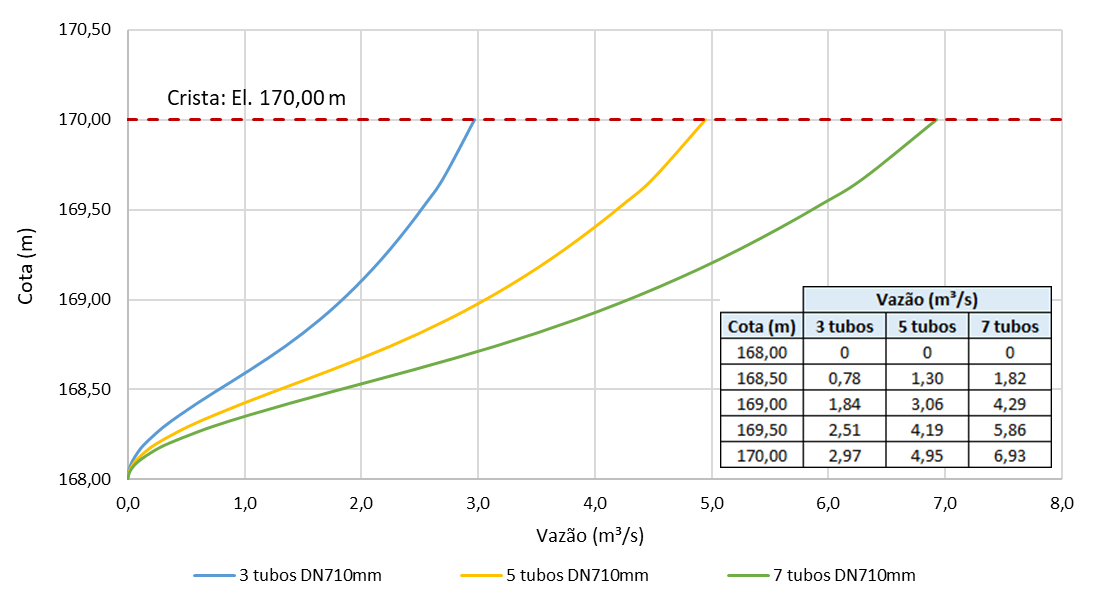 170,50
Crista: El. 170,00 m
170,00
169,50
169,00
168,50
168,00
Cota (m)
0,0 1,0 2,0 3,0 4,0 5,0 6,0 7,0 8,0
Vazão (m³/s)
Vazão (m³/s)
Cota (m) 3 tubos 5 tubos 7 tubos
168,00 0 0 0
168,50 0,78 1,30 1,82
169,00 1,84 3,06 4,29
169,50 2,51 4,19 5,86
170,00 2,97 4,95 6,93
3 tubos DN710mm 5 tubos DN710mm 7 tubos DN710mm